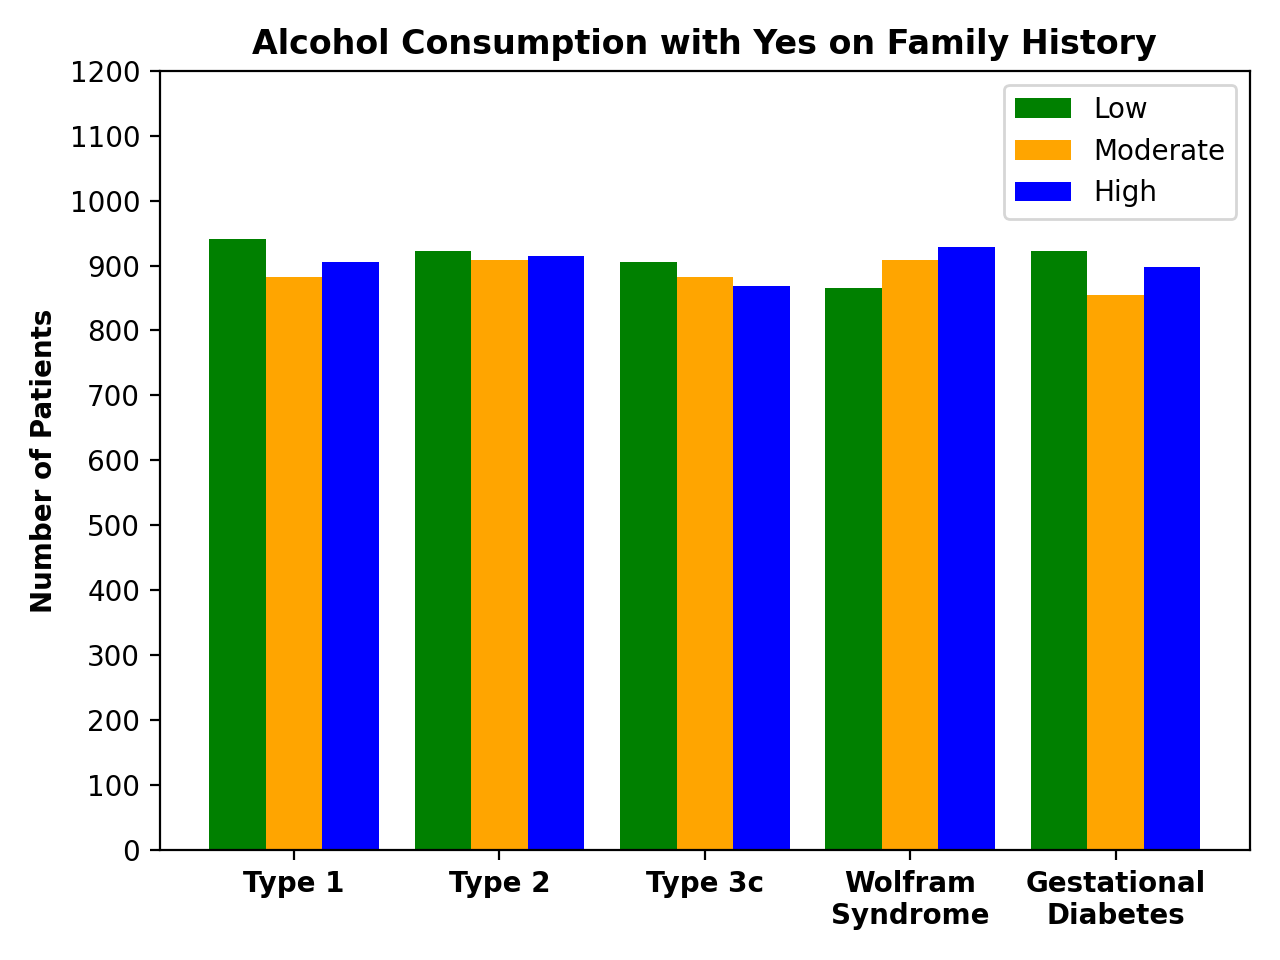 Alcohol Consumption with Yes on Family History
Number of Patients
1200
1100
1000
900
800
700
600
500
400
300
200
100
0
Low
Moderate
High
Type 1
Type 2
Type 3c
Wolfram
Syndrome
Gestational
Diabetes